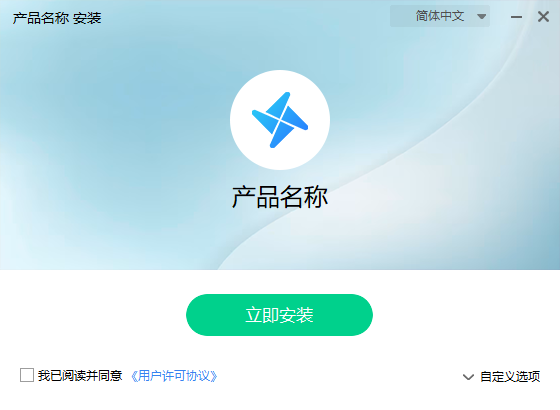 产品名称 安装
简体中文
产品名称
立即安装
我已阅读并同意 《用户许可协议》
自定义选项